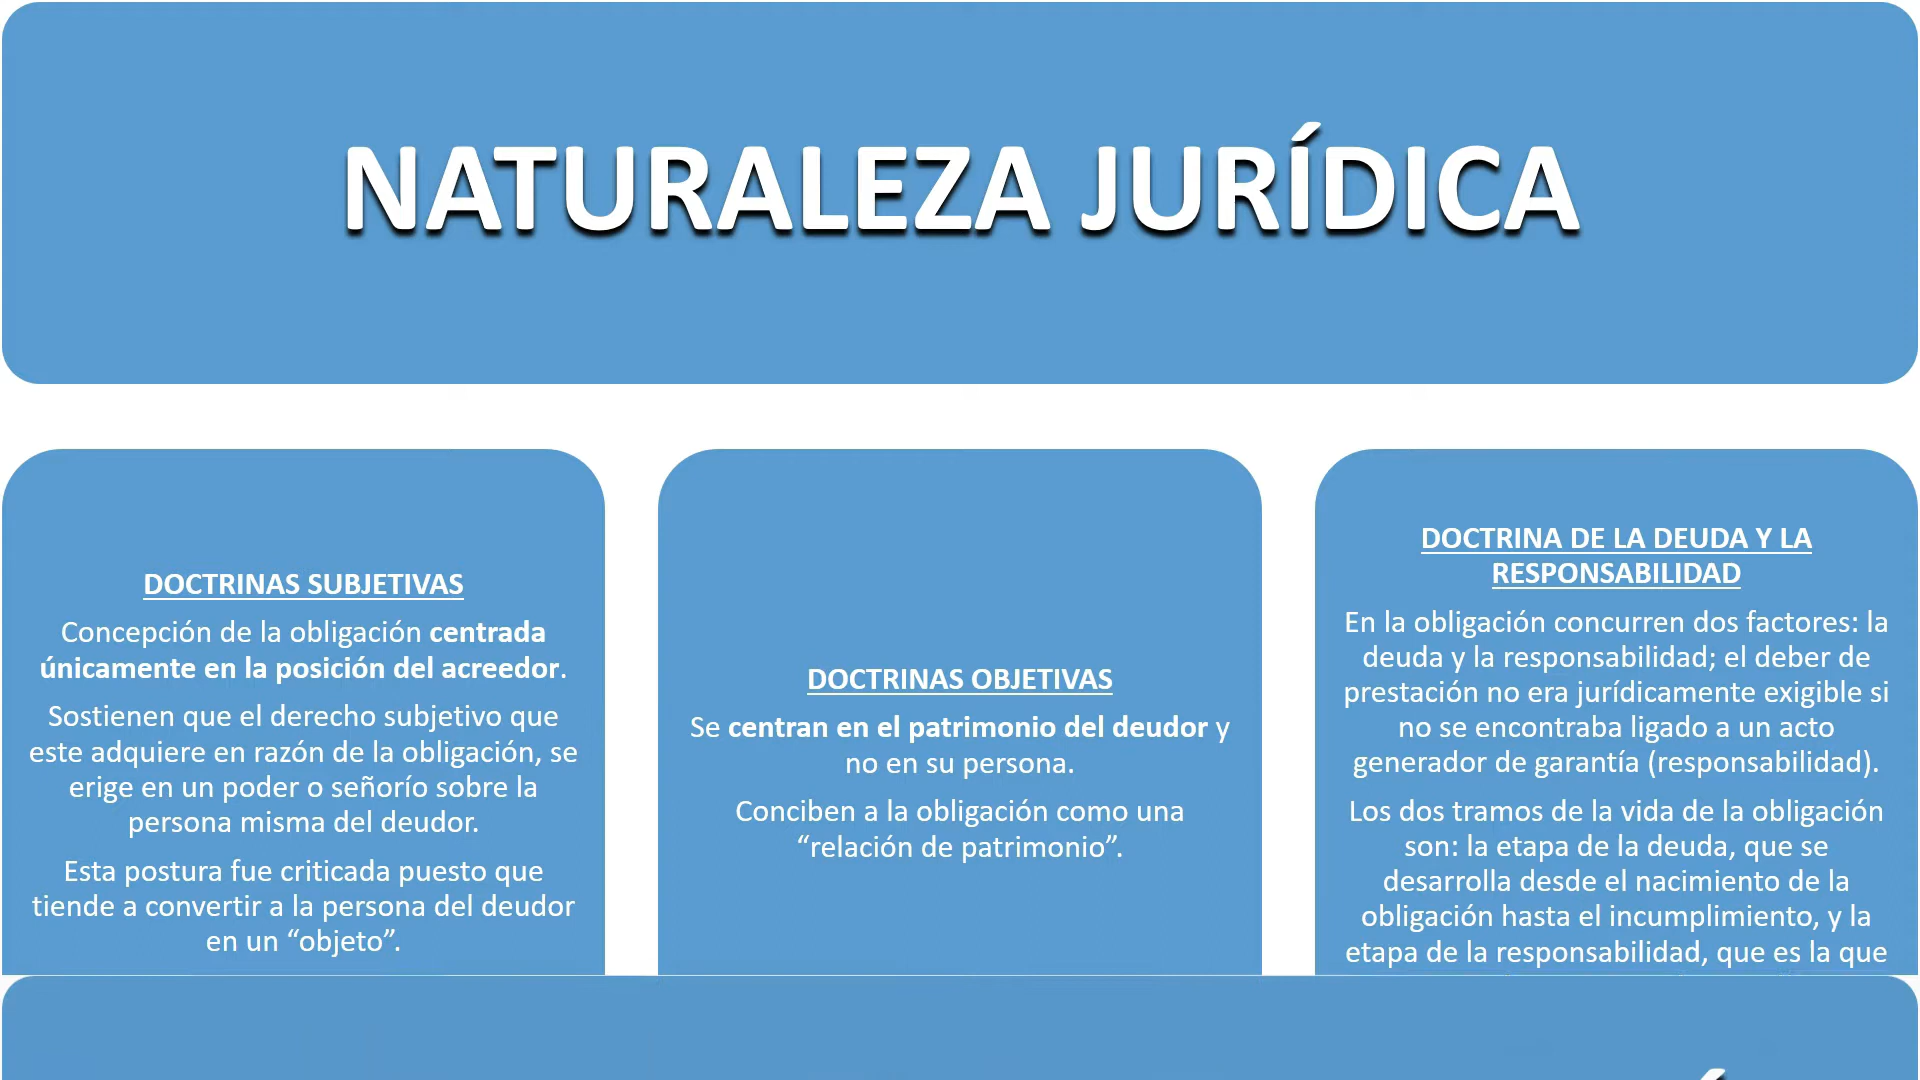 NATURALEZA JURÍDICA
DOCTRINAS SUBJETIVAS
Concepción de la obligación centrada
únicamente en la posición del acreedor.
Sostienen que el derecho subjetivo que
este adquiere en razón de la obligación, se
erige en un poder o señorío sobre la
persona misma del deudor.
Esta postura fue criticada puesto que
tiende a convertir a la persona del deudor
en un “objeto”.
DOCTRINAS OBJETIVAS
Se centran en el patrimonio del deudor y
no en su persona.
Conciben a la obligación como una
“relación de patrimonio”.
DOCTRINA DE LA DEUDA Y LA
RESPONSABILIDAD
En la obligación concurren dos factores: la
deuda y la responsabilidad; el deber de
prestación no era jurídicamente exigible si
no se encontraba ligado a un acto
generador de garantía (responsabilidad).
Los dos tramos de la vida de la obligación
son: la etapa de la deuda, que se
desarrolla desde el nacimiento de la
obligación hasta el incumplimiento, y la
etapa de la responsabilidad, que es la que